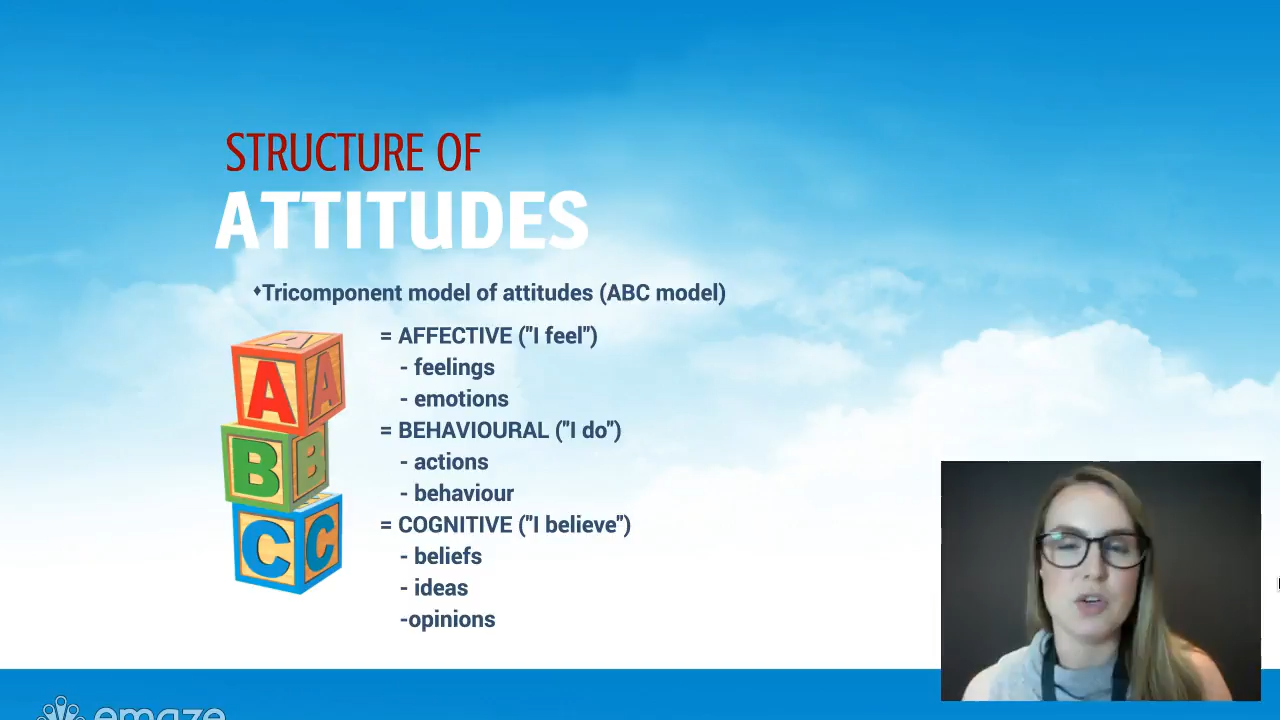 STRUCTURE OF
ATTITUDES
♦Tricomponent model of attitudes (ABC model)
= AFFECTIVE ("I feel")
- feelings
- emotions
= BEHAVIOURAL ("I do")
- actions
- behaviour
= COGNITIVE ("I believe")
- beliefs
- ideas
-opinions
A A A
B B
C C
emaze